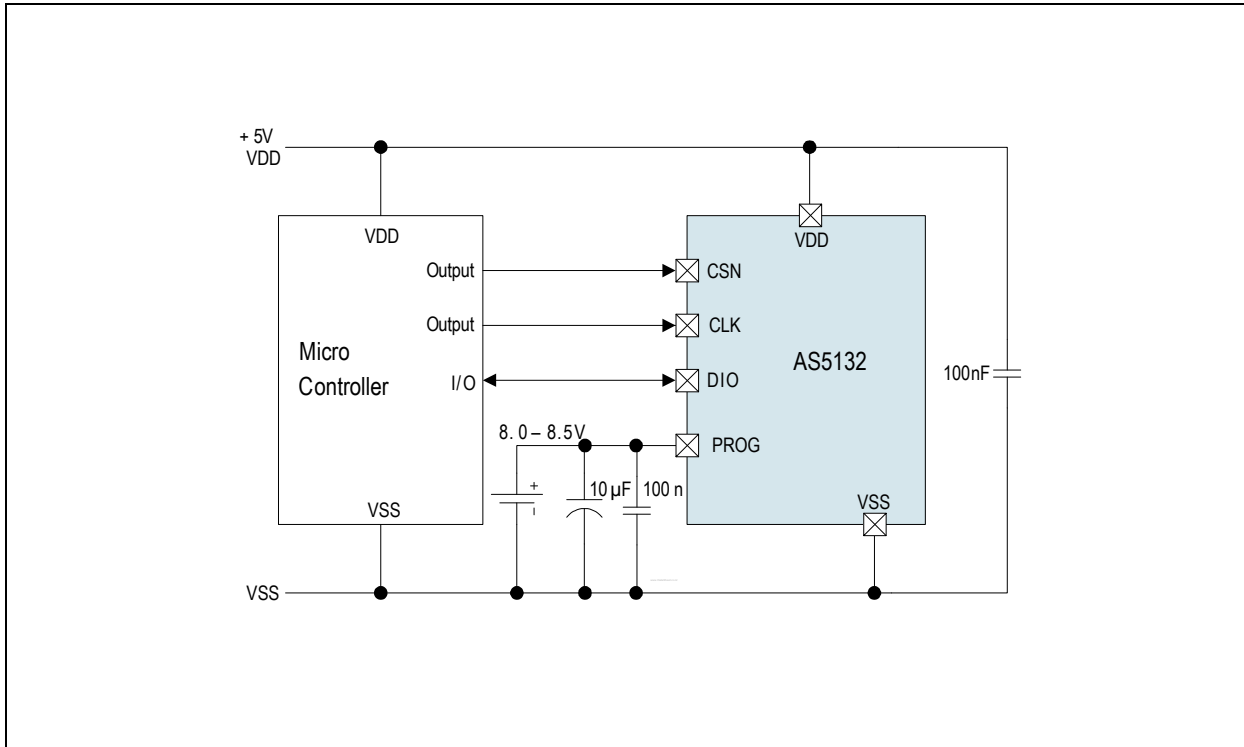 + 5V
VDD
VDD
VDD
Output
CSN
Output
CLK
Micro
Controller
AS5132
I/O
DIO
100nF
8. 0 – 8.5V
PROG
+
10 µF
100 n
–
VSS
VSS
VSS